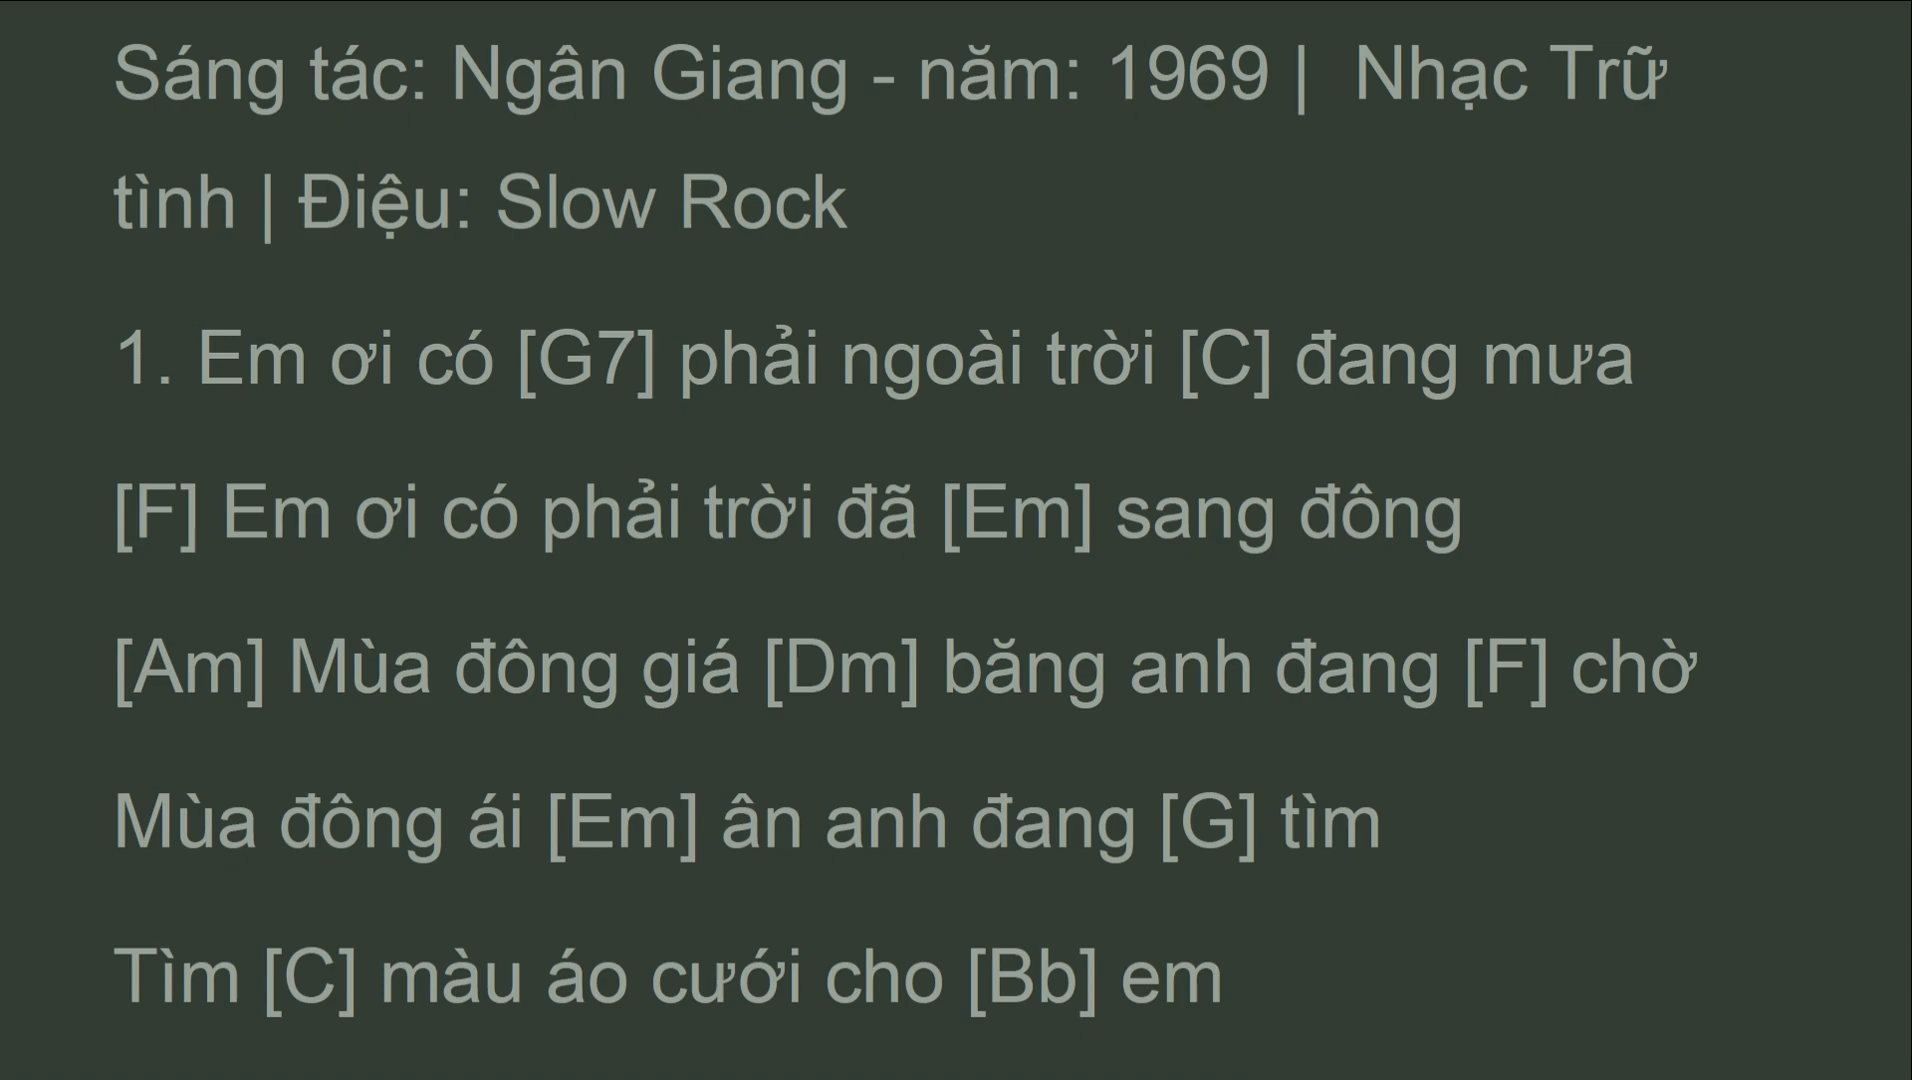 Sáng tác: Ngân Giang - năm: 1969 |  Nhạc Trữ
tình | Điệu: Slow Rock
1. Em ơi có [G7] phải ngoài trời [C] đang mưa
[F] Em ơi có phải trời đã [Em] sang đông
[Am] Mùa đông giá [Dm] băng anh đang [F] chờ
Mùa đông ái [Em] ân anh đang [G] tìm
Tìm [C] màu áo cưới cho [Bb] em